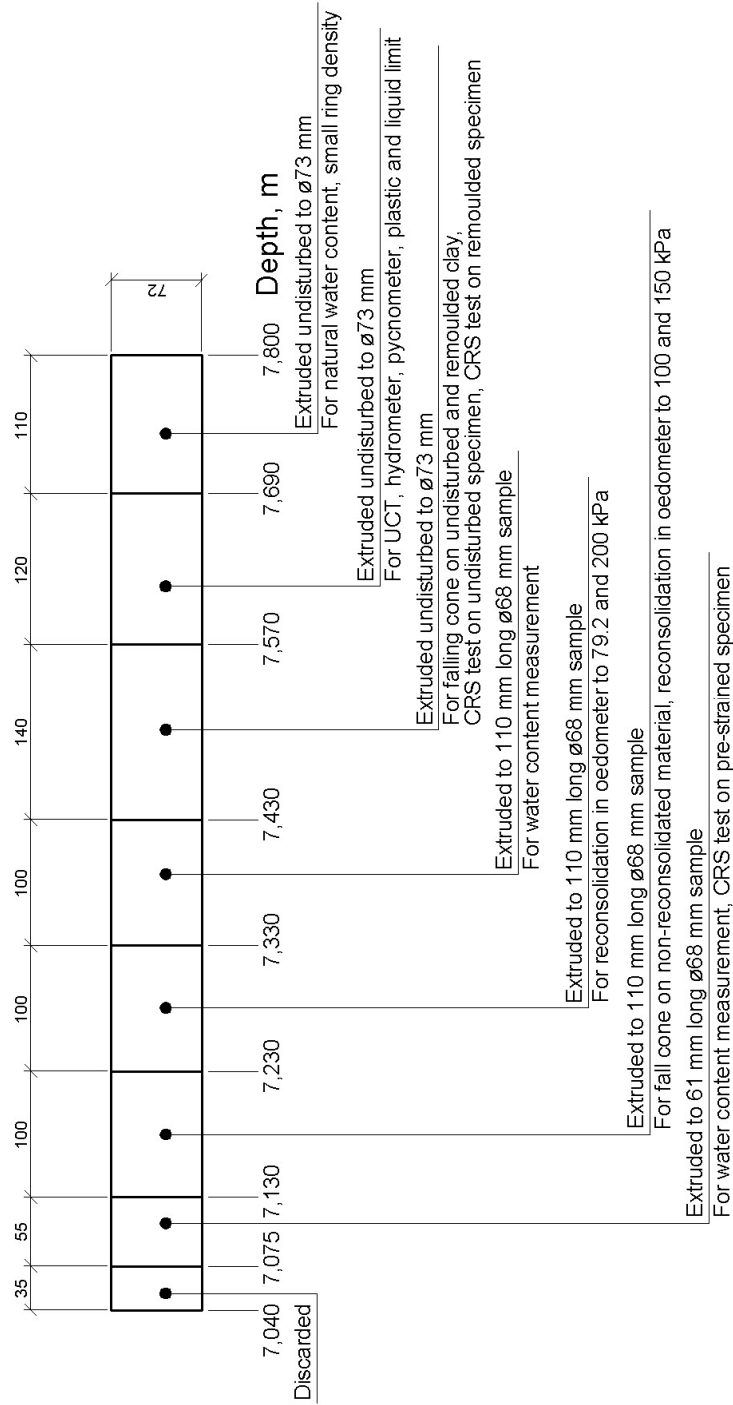 35
55
100
100
100
140
120
110
72
7,040
7,075
7,130
7,230
7,330
7,430
7,570
7,690
7,800
Depth, m
Discarded
Extruded undisturbed to ø73 mm
For natural water content, small ring density
Extruded undisturbed to ø73 mm
For UCT, hydrometer, pycnometer, plastic and liquid limit
Extruded undisturbed to ø73 mm
For falling cone on undisturbed and remoulded clay,
CRS test on undisturbed specimen, CRS test on remoulded specimen
Extruded to 110 mm long ø68 mm sample
For water content measurement
Extruded to 110 mm long ø68 mm sample
For reconsolidation in oedometer to 79.2 and 200 kPa
Extruded to 110 mm long ø68 mm sample
For fall cone on non-reconsolidated material, reconsolidation in oedometer to 100 and 150 kPa
Extruded to 61 mm long ø68 mm sample
For water content measurement, CRS test on pre-strained specimen